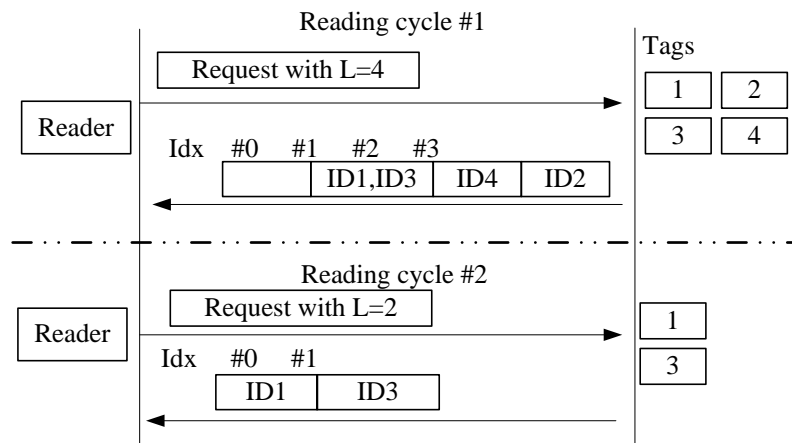 Reading cycle #1
Request with L=4
Tags
1 2
Reader
3 4
Idx #0 #1 #2 #3
ID1,ID3 ID4 ID2
Reading cycle #2
Request with L=2
Reader
1
Idx #0 #1
3
ID1 ID3